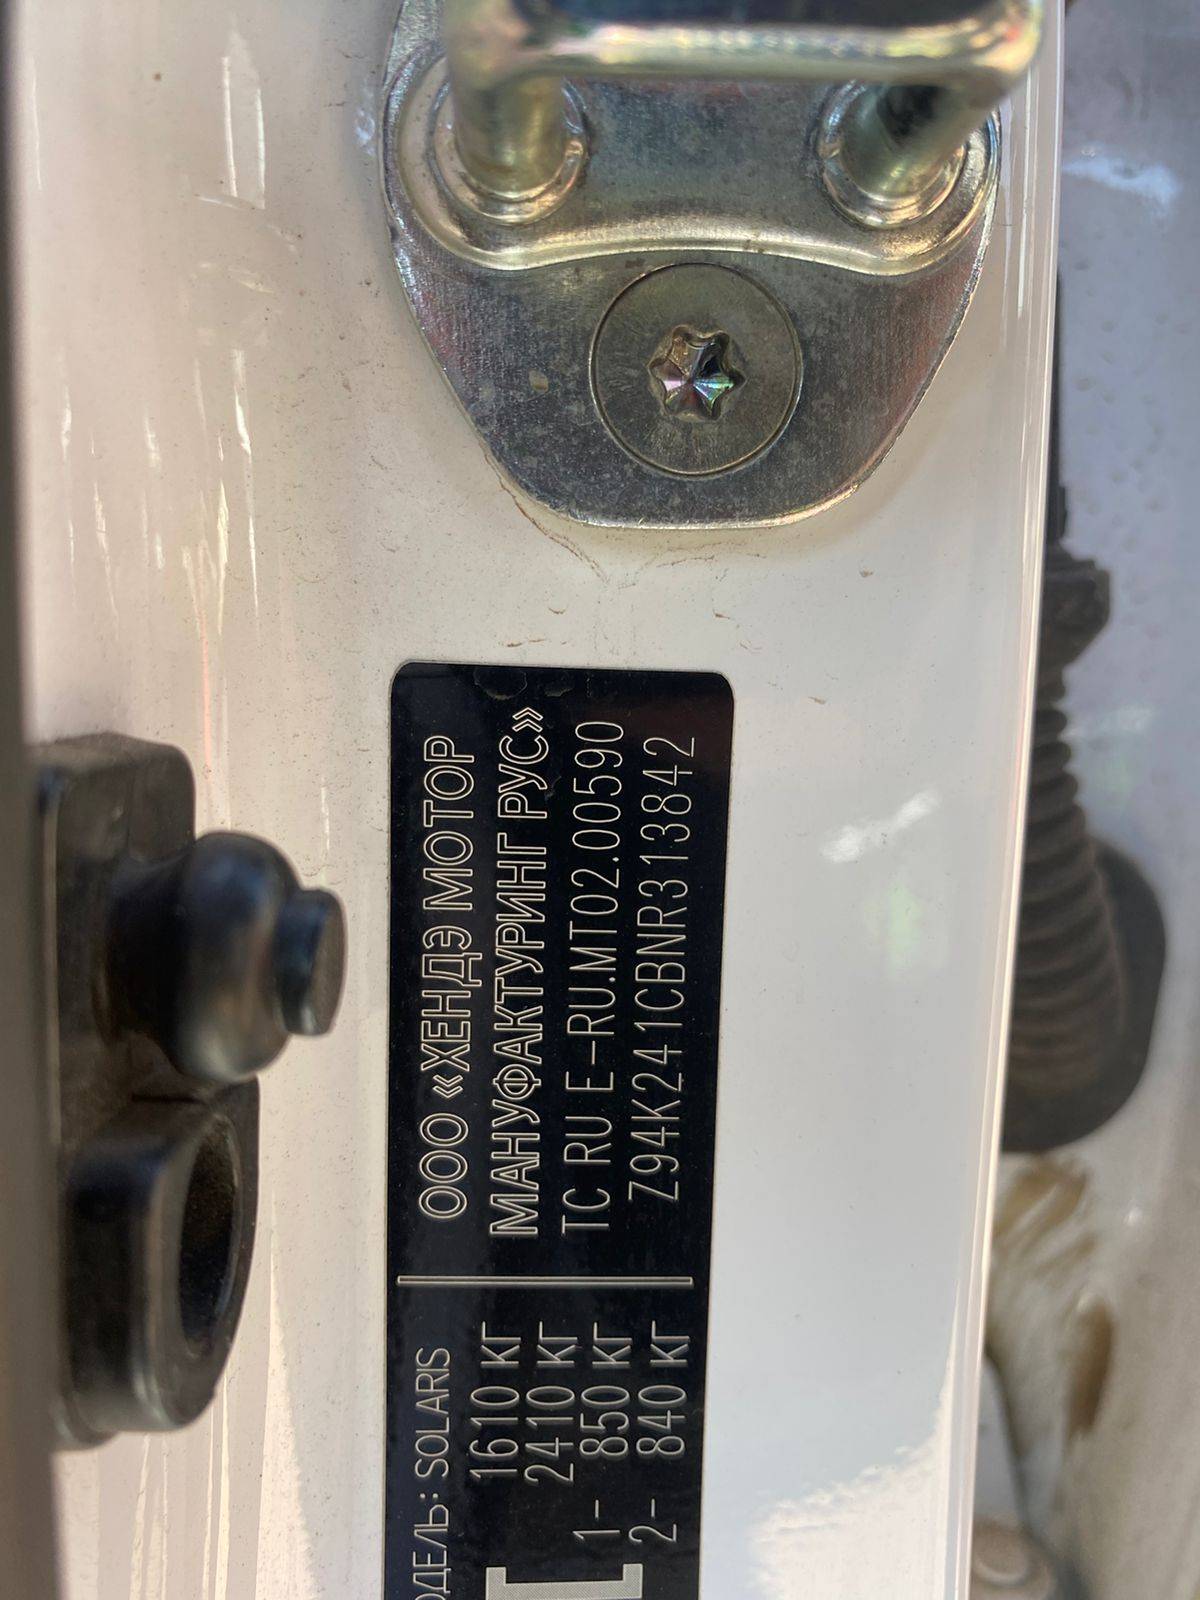 ООО «ХЕНДЭ МОТОР
МАНУФАКТУРИНГ РУС»
ТС RU E-RU.MT02.00590
Z94K241CBNR313842
ОДЕЛЬ: SOLARIS
1610 кг
2410 кг
1- 850 кг
2- 840 кг